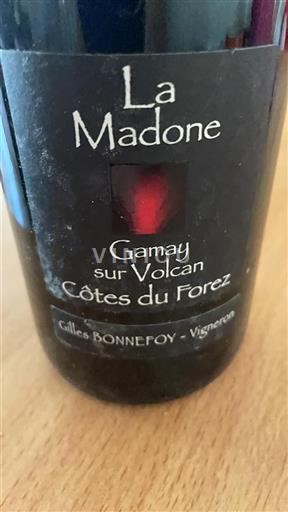 La
Madone
Gamay
sur Volcan
Côtes du Forez
Gilles BONNEFOY - Vigneron